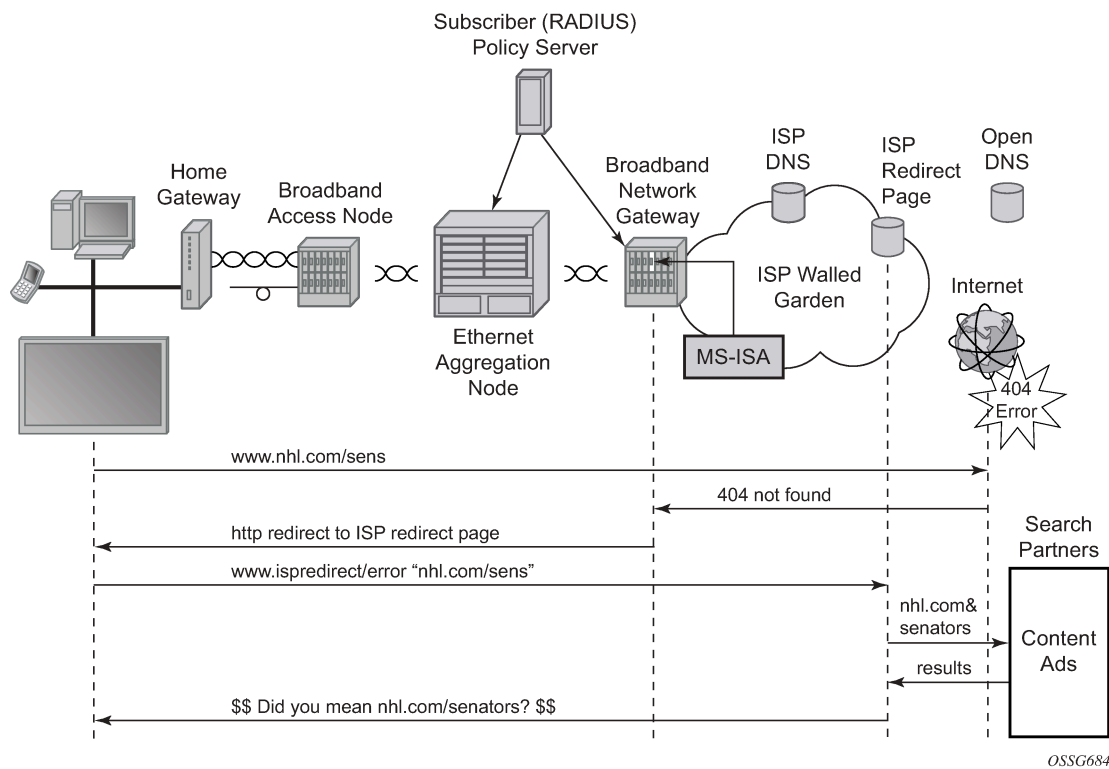 Subscriber (RADIUS)
Policy Server
Home
Gateway
Broadband
Access Node
Ethernet
Aggregation
Node
Broadband
Network
Gateway
ISP
DNS
ISP
Redirect
Page
Open
DNS
ISP Walled
Garden
MS-ISA
Internet
404
Error
www.nhl.com/sens
404 not found
http redirect to ISP redirect page
www.ispredirect/error “nhl.com/sens”
Search
Partners
nhl.com&
senators
Content
Ads
results
$$ Did you mean nhl.com/senators? $$
OSSG684